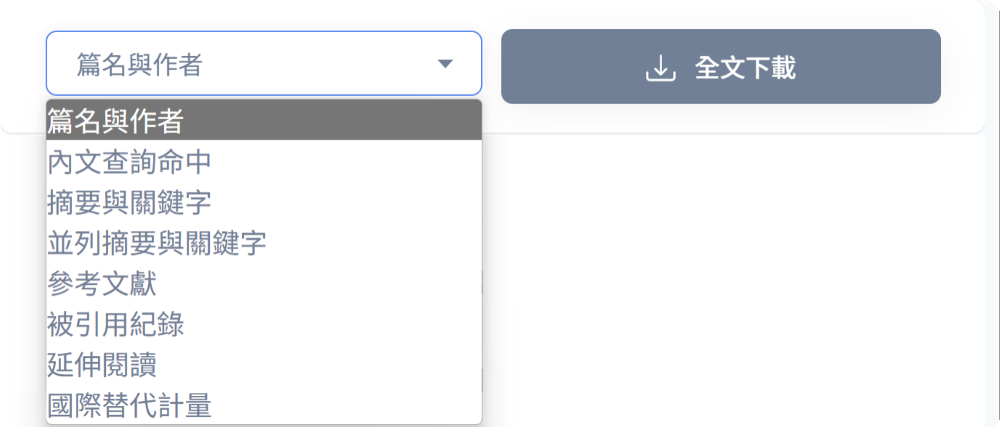 篇名與作者
全文下載
篇名與作者
內文查詢命中
摘要與關鍵字
並列摘要與關鍵字
參考文獻
被引用紀錄
延伸閱讀
國際替代計量